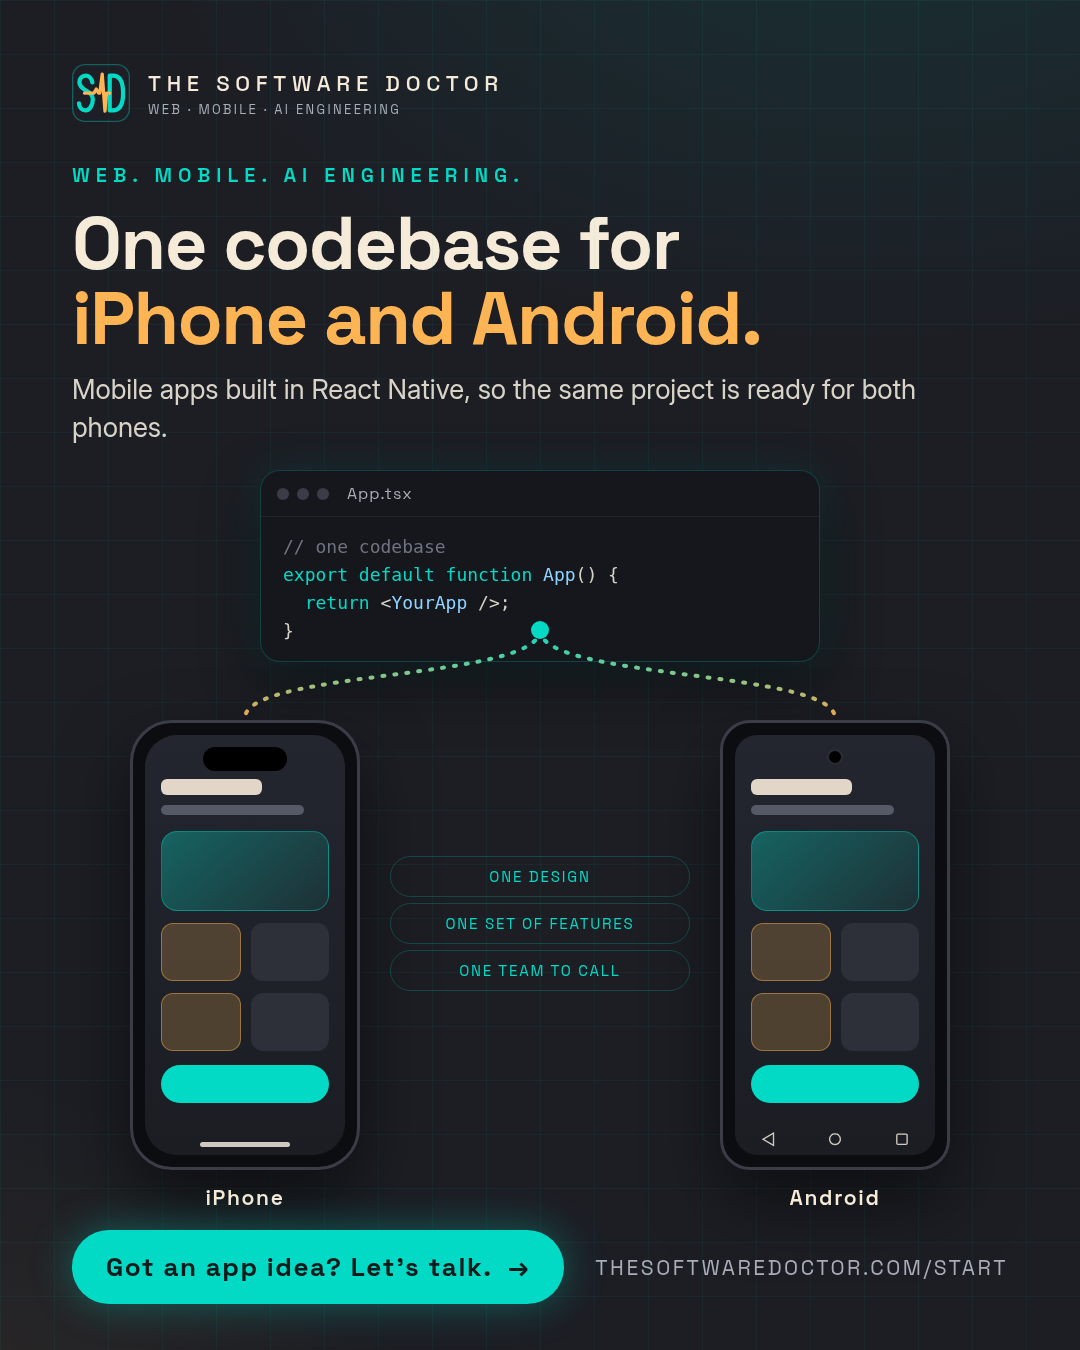 SD
THE SOFTWARE DOCTOR
WEB · MOBILE · AI ENGINEERING
WEB. MOBILE. AI ENGINEERING.
One codebase for
iPhone and Android.
Mobile apps built in React Native, so the same project is ready for both
phones.
App.tsx
// one codebase
export default function App() {
  return <YourApp />;
}
ONE DESIGN
ONE SET OF FEATURES
ONE TEAM TO CALL
iPhone
Android
Got an app idea? Let’s talk. →
THESOFTWAREDOCTOR.COM/START